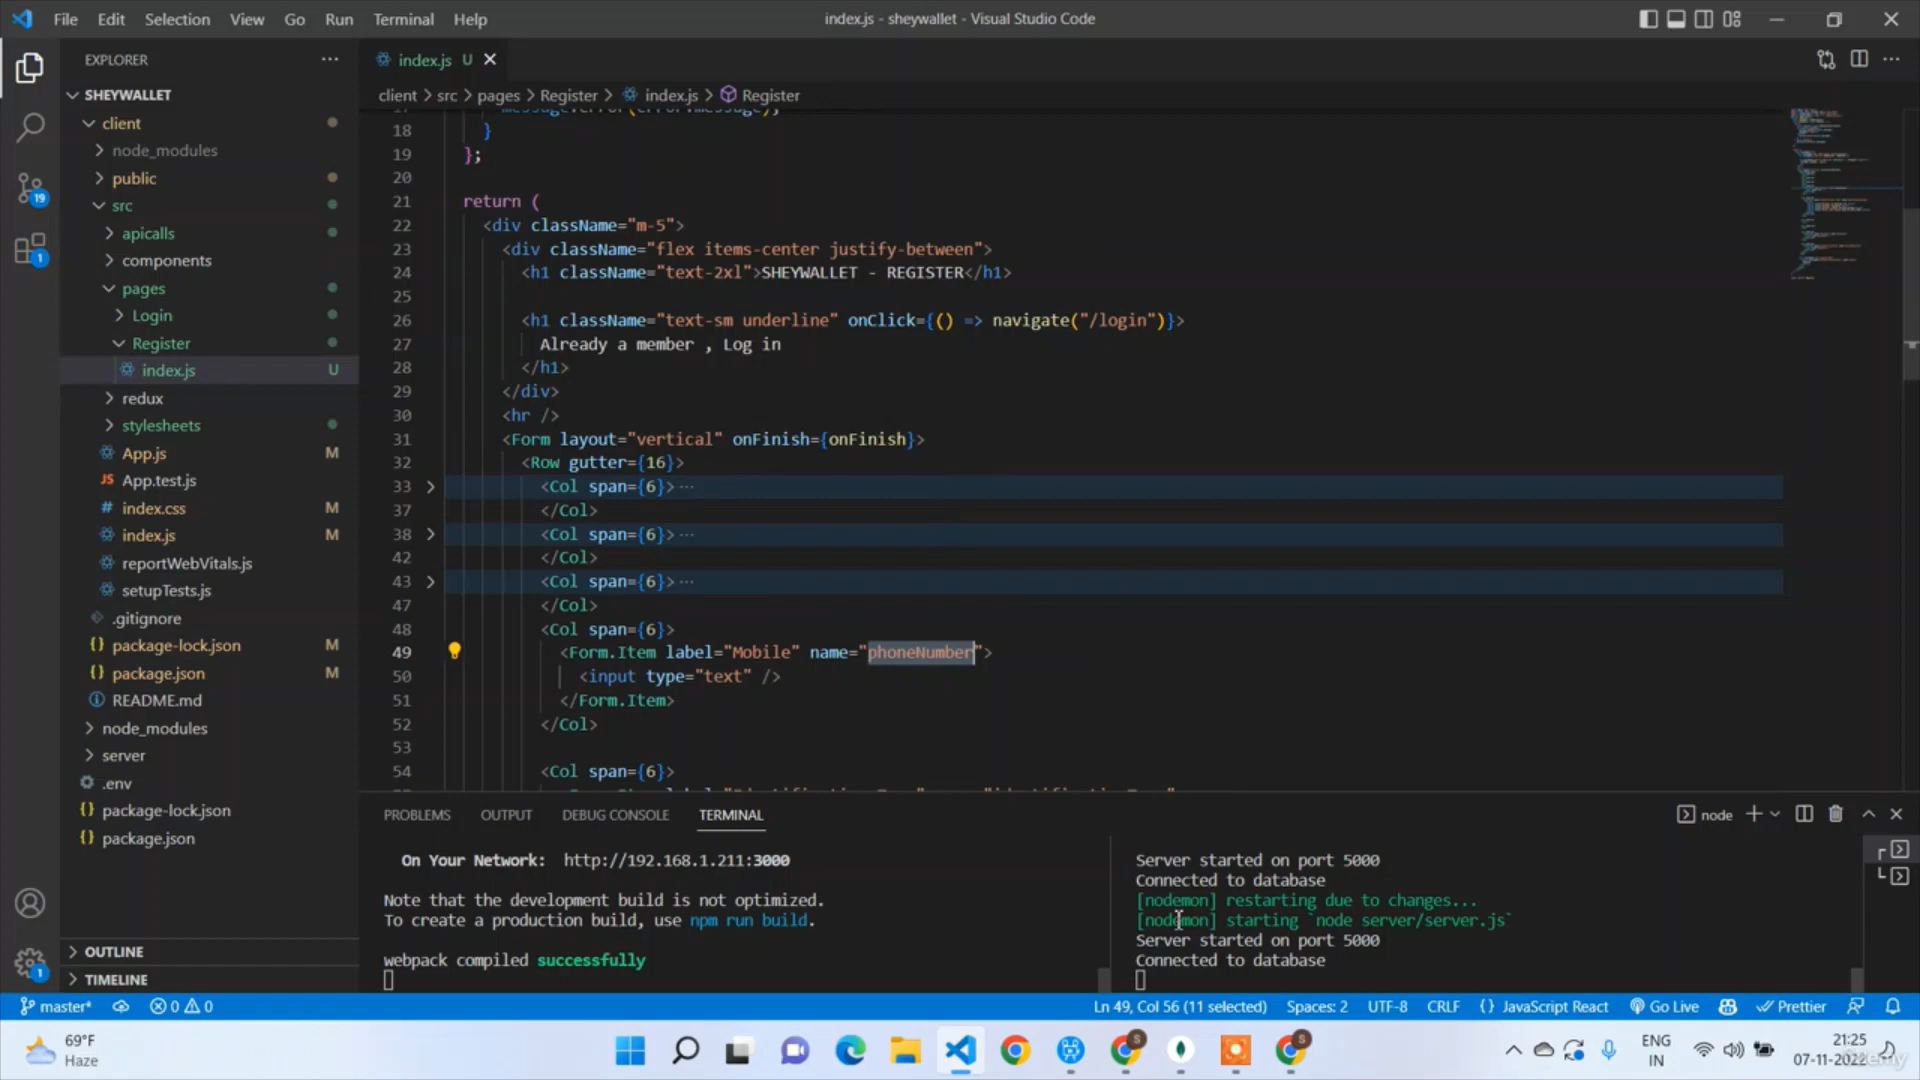 File Edit Selection View Go Run Terminal Help
index.js - sheywallet - Visual Studio Code
EXPLORER
SHEYWALLET
client
node_modules
public
src
apicalls
components
pages
Login
Register
index.js U
redux
stylesheets
App.js M
JS App.test.js
# index.css M
index.js M
reportWebVitals.js
setupTests.js
.gitignore
{} package-lock.json M
{} package.json M
README.md
node_modules
server
.env
{} package-lock.json
{} package.json
OUTLINE
TIMELINE
19
1
1
index.js U
client > src > pages > Register > index.js > Register
18 }
19 };
20
21 return (
22 <div className="m-5">
23 <div className="flex items-center justify-between">
24 <h1 className="text-2xl">SHEYWALLET - REGISTER</h1>
25
26 <h1 className="text-sm underline" onClick={() => navigate("/login")}>
27 Already a member , Log in
28 </h1>
29 </div>
30 <hr />
31 <Form layout="vertical" onFinish={onFinish}>
32 <Row gutter={16}>
33 <Col span={6}> ...
37 </Col>
38 <Col span={6}> ...
42 </Col>
43 <Col span={6}> ...
47 </Col>
48 <Col span={6}>
49 <Form.Item label="Mobile" name="phoneNumber">
50 <input type="text" />
51 </Form.Item>
52 </Col>
53
54 <Col span={6}>
PROBLEMS OUTPUT DEBUG CONSOLE TERMINAL
node
On Your Network: http://192.168.1.211:3000
Note that the development build is not optimized.
To create a production build, use npm run build.
webpack compiled successfully
Server started on port 5000
Connected to database
[nodemon] restarting due to changes...
[nodemon] starting `node server/server.js`
Server started on port 5000
Connected to database
master* 0 0
Ln 49, Col 56 (11 selected) Spaces: 2 UTF-8 CRLF {} JavaScript React Go Live Prettier
69°F
Haze
S
S
ENG
IN
21:25
07-11-2022